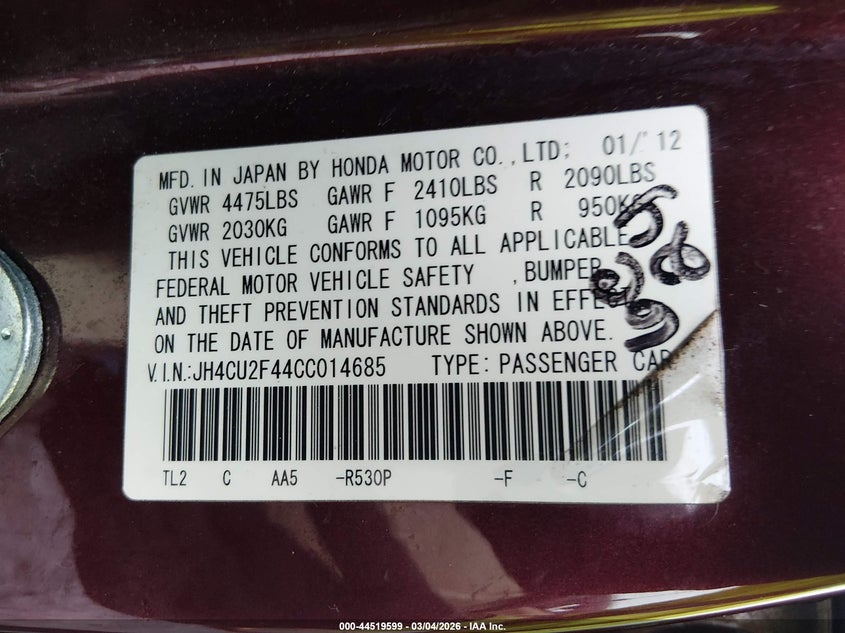 MFD. IN JAPAN BY HONDA MOTOR CO., LTD; 01/12
GVWR 4475LBS GAWR F 2410LBS R 2090LBS
GVWR 2030KG GAWR F 1095KG R 950KG
THIS VEHICLE CONFORMS TO ALL APPLICABLE
FEDERAL MOTOR VEHICLE SAFETY , BUMPER
AND THEFT PREVENTION STANDARDS IN EFFECT
ON THE DATE OF MANUFACTURE SHOWN ABOVE.
V.I.N.: JH4CU2F44CC014685 TYPE: PASSENGER CAR
TL2 C AA5 -R530P -F -C
000-44519599 - 03/04/2026 - IAA Inc.